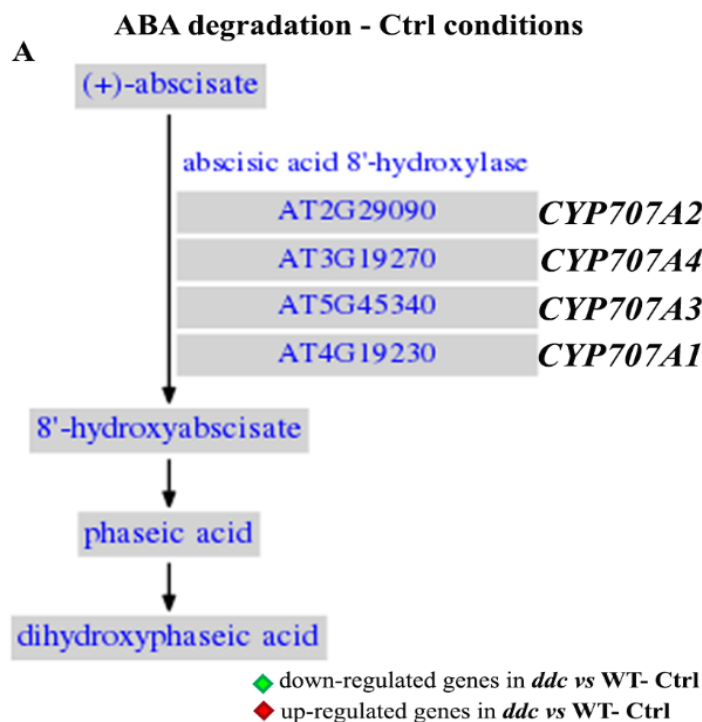 ABA degradation - Ctrl conditions
A
(+)-abscisate
abscisic acid 8'-hydroxylase
AT2G29090 CYP707A2
AT3G19270 CYP707A4
AT5G45340 CYP707A3
AT4G19230 CYP707A1
8'-hydroxyabscisate
phaseic acid
dihydroxyphaseic acid
down-regulated genes in ddc vs WT- Ctrl
up-regulated genes in ddc vs WT- Ctrl